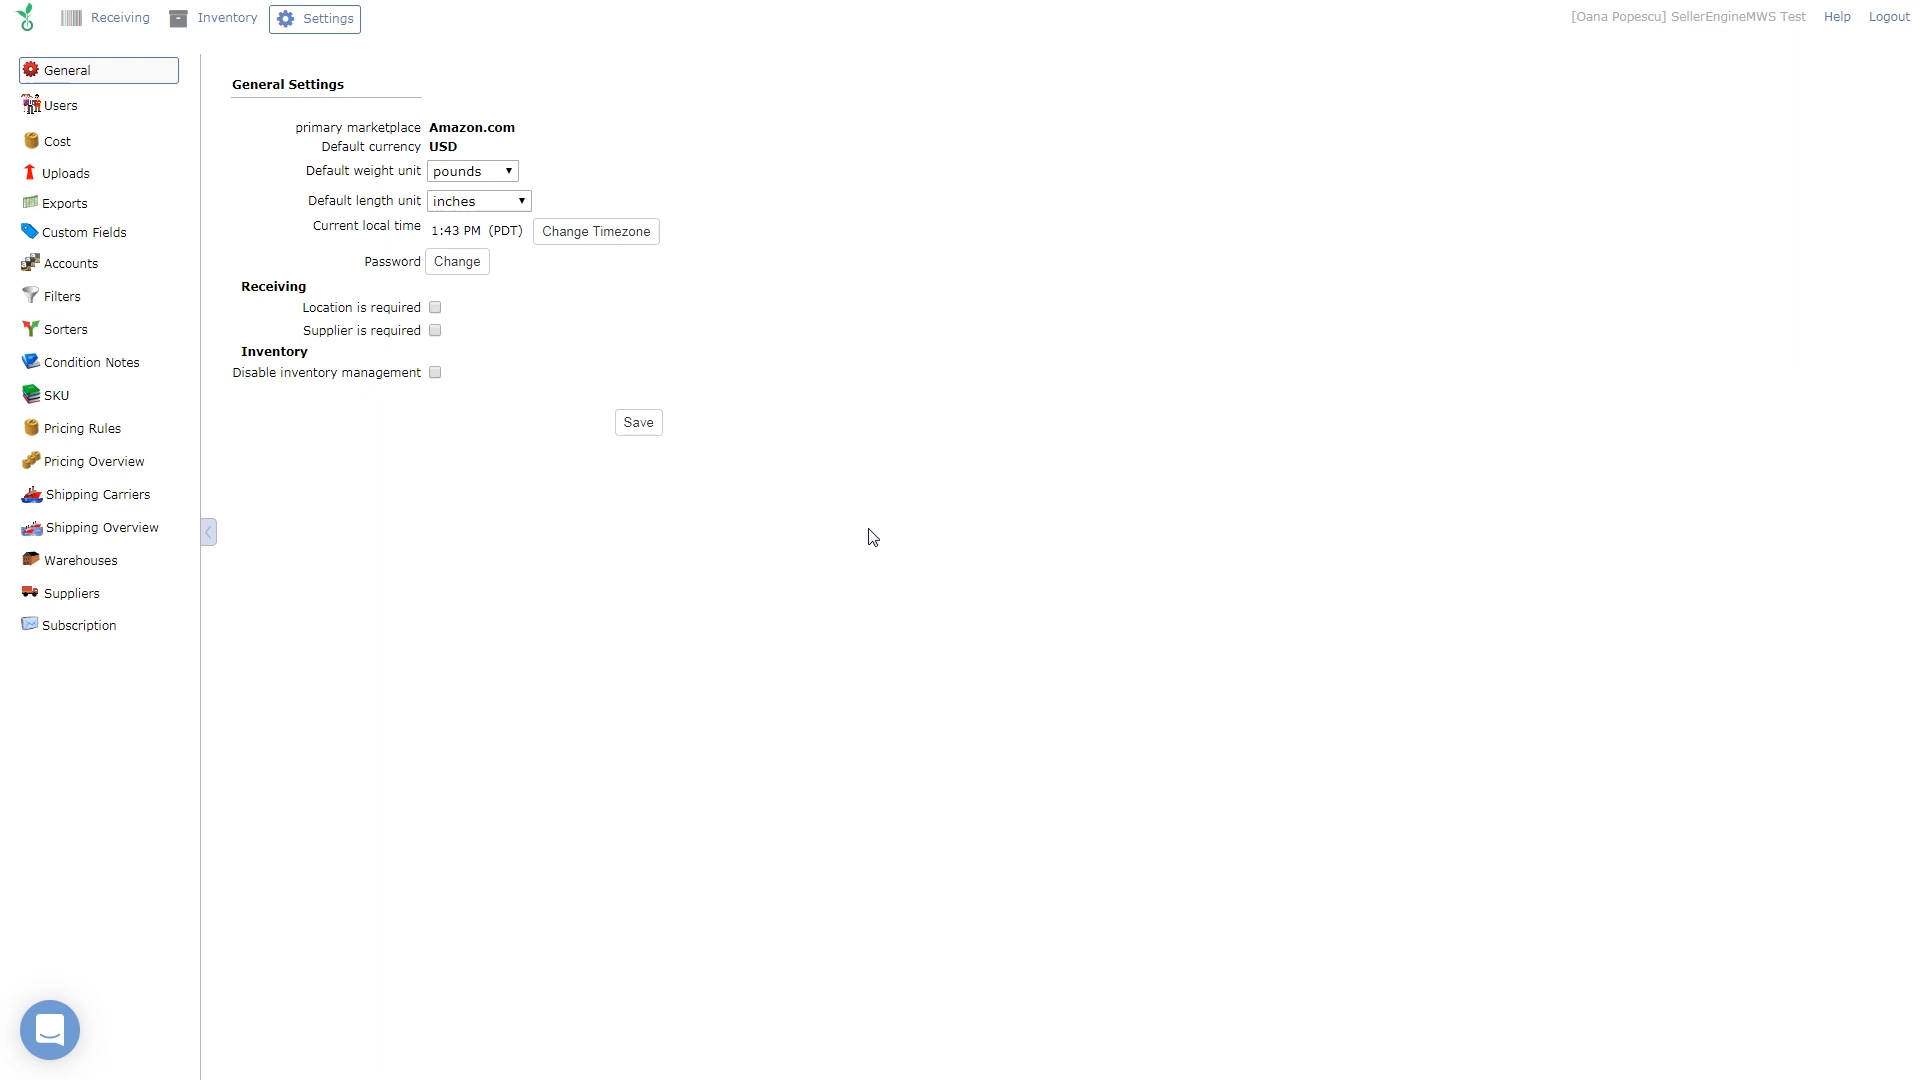 Receiving Inventory Settings [Oana Popescu] SellerEngineMWS Test Help Logout
General
Users
Cost
Uploads
Exports
Custom Fields
Accounts
Filters
Sorters
Condition Notes
SKU
Pricing Rules
Pricing Overview
Shipping Carriers
Shipping Overview
Warehouses
Suppliers
Subscription
General Settings
primary marketplace Amazon.com
Default currency USD
Default weight unit pounds
Default length unit inches
Current local time 1:43 PM (PDT) Change Timezone
Password Change
Receiving
Location is required
Supplier is required
Inventory
Disable inventory management
Save